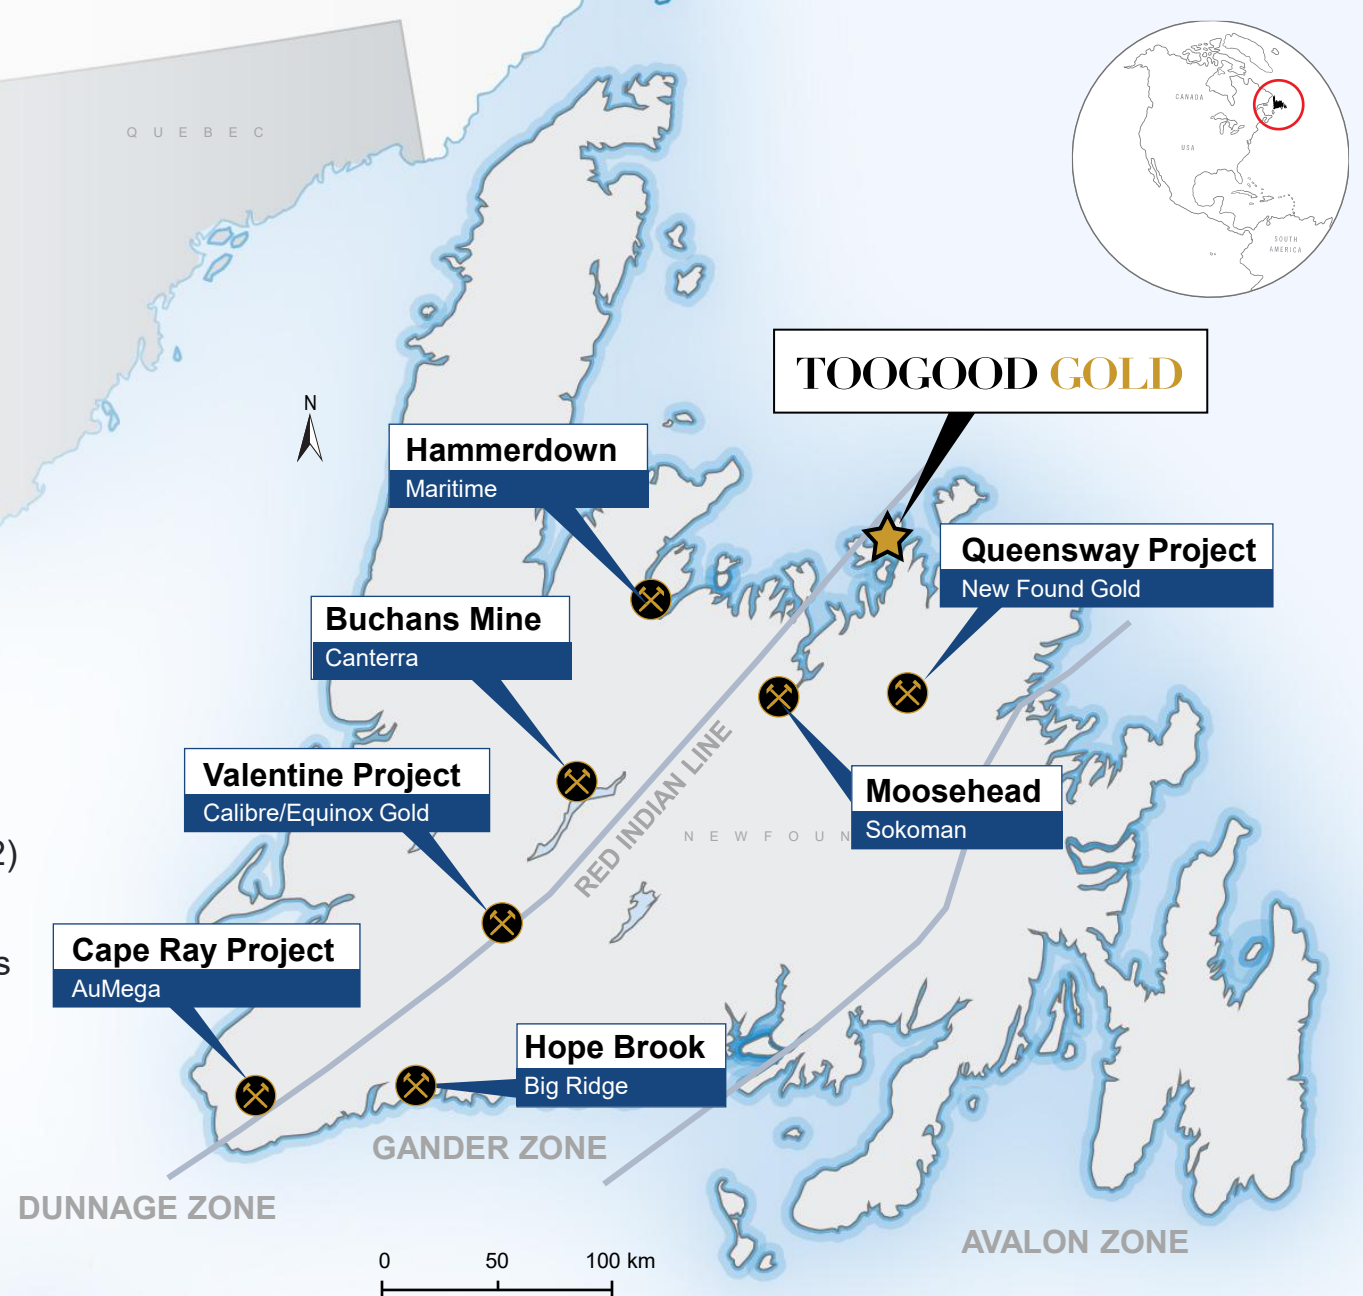 QUEBEC
CANADA
USA
SOUTH
AMERICA
TOOGOOD GOLD
N
Hammerdown
Maritime
Queensway Project
New Found Gold
Buchans Mine
Canterra
Valentine Project
Calibre/Equinox Gold
RED INDIAN LINE
Moosehead
Sokoman
NEWFOUN
2)
s
Cape Ray Project
AuMega
Hope Brook
Big Ridge
GANDER ZONE
DUNNAGE ZONE
AVALON ZONE
0 50 100 km